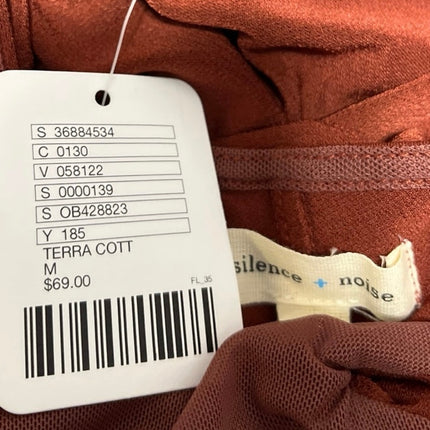 S 36884534
C 0130
V 058122
S 0000139
S OB428823
Y 185
TERRA COTT
M
$69.00
FL_35
silence + noise